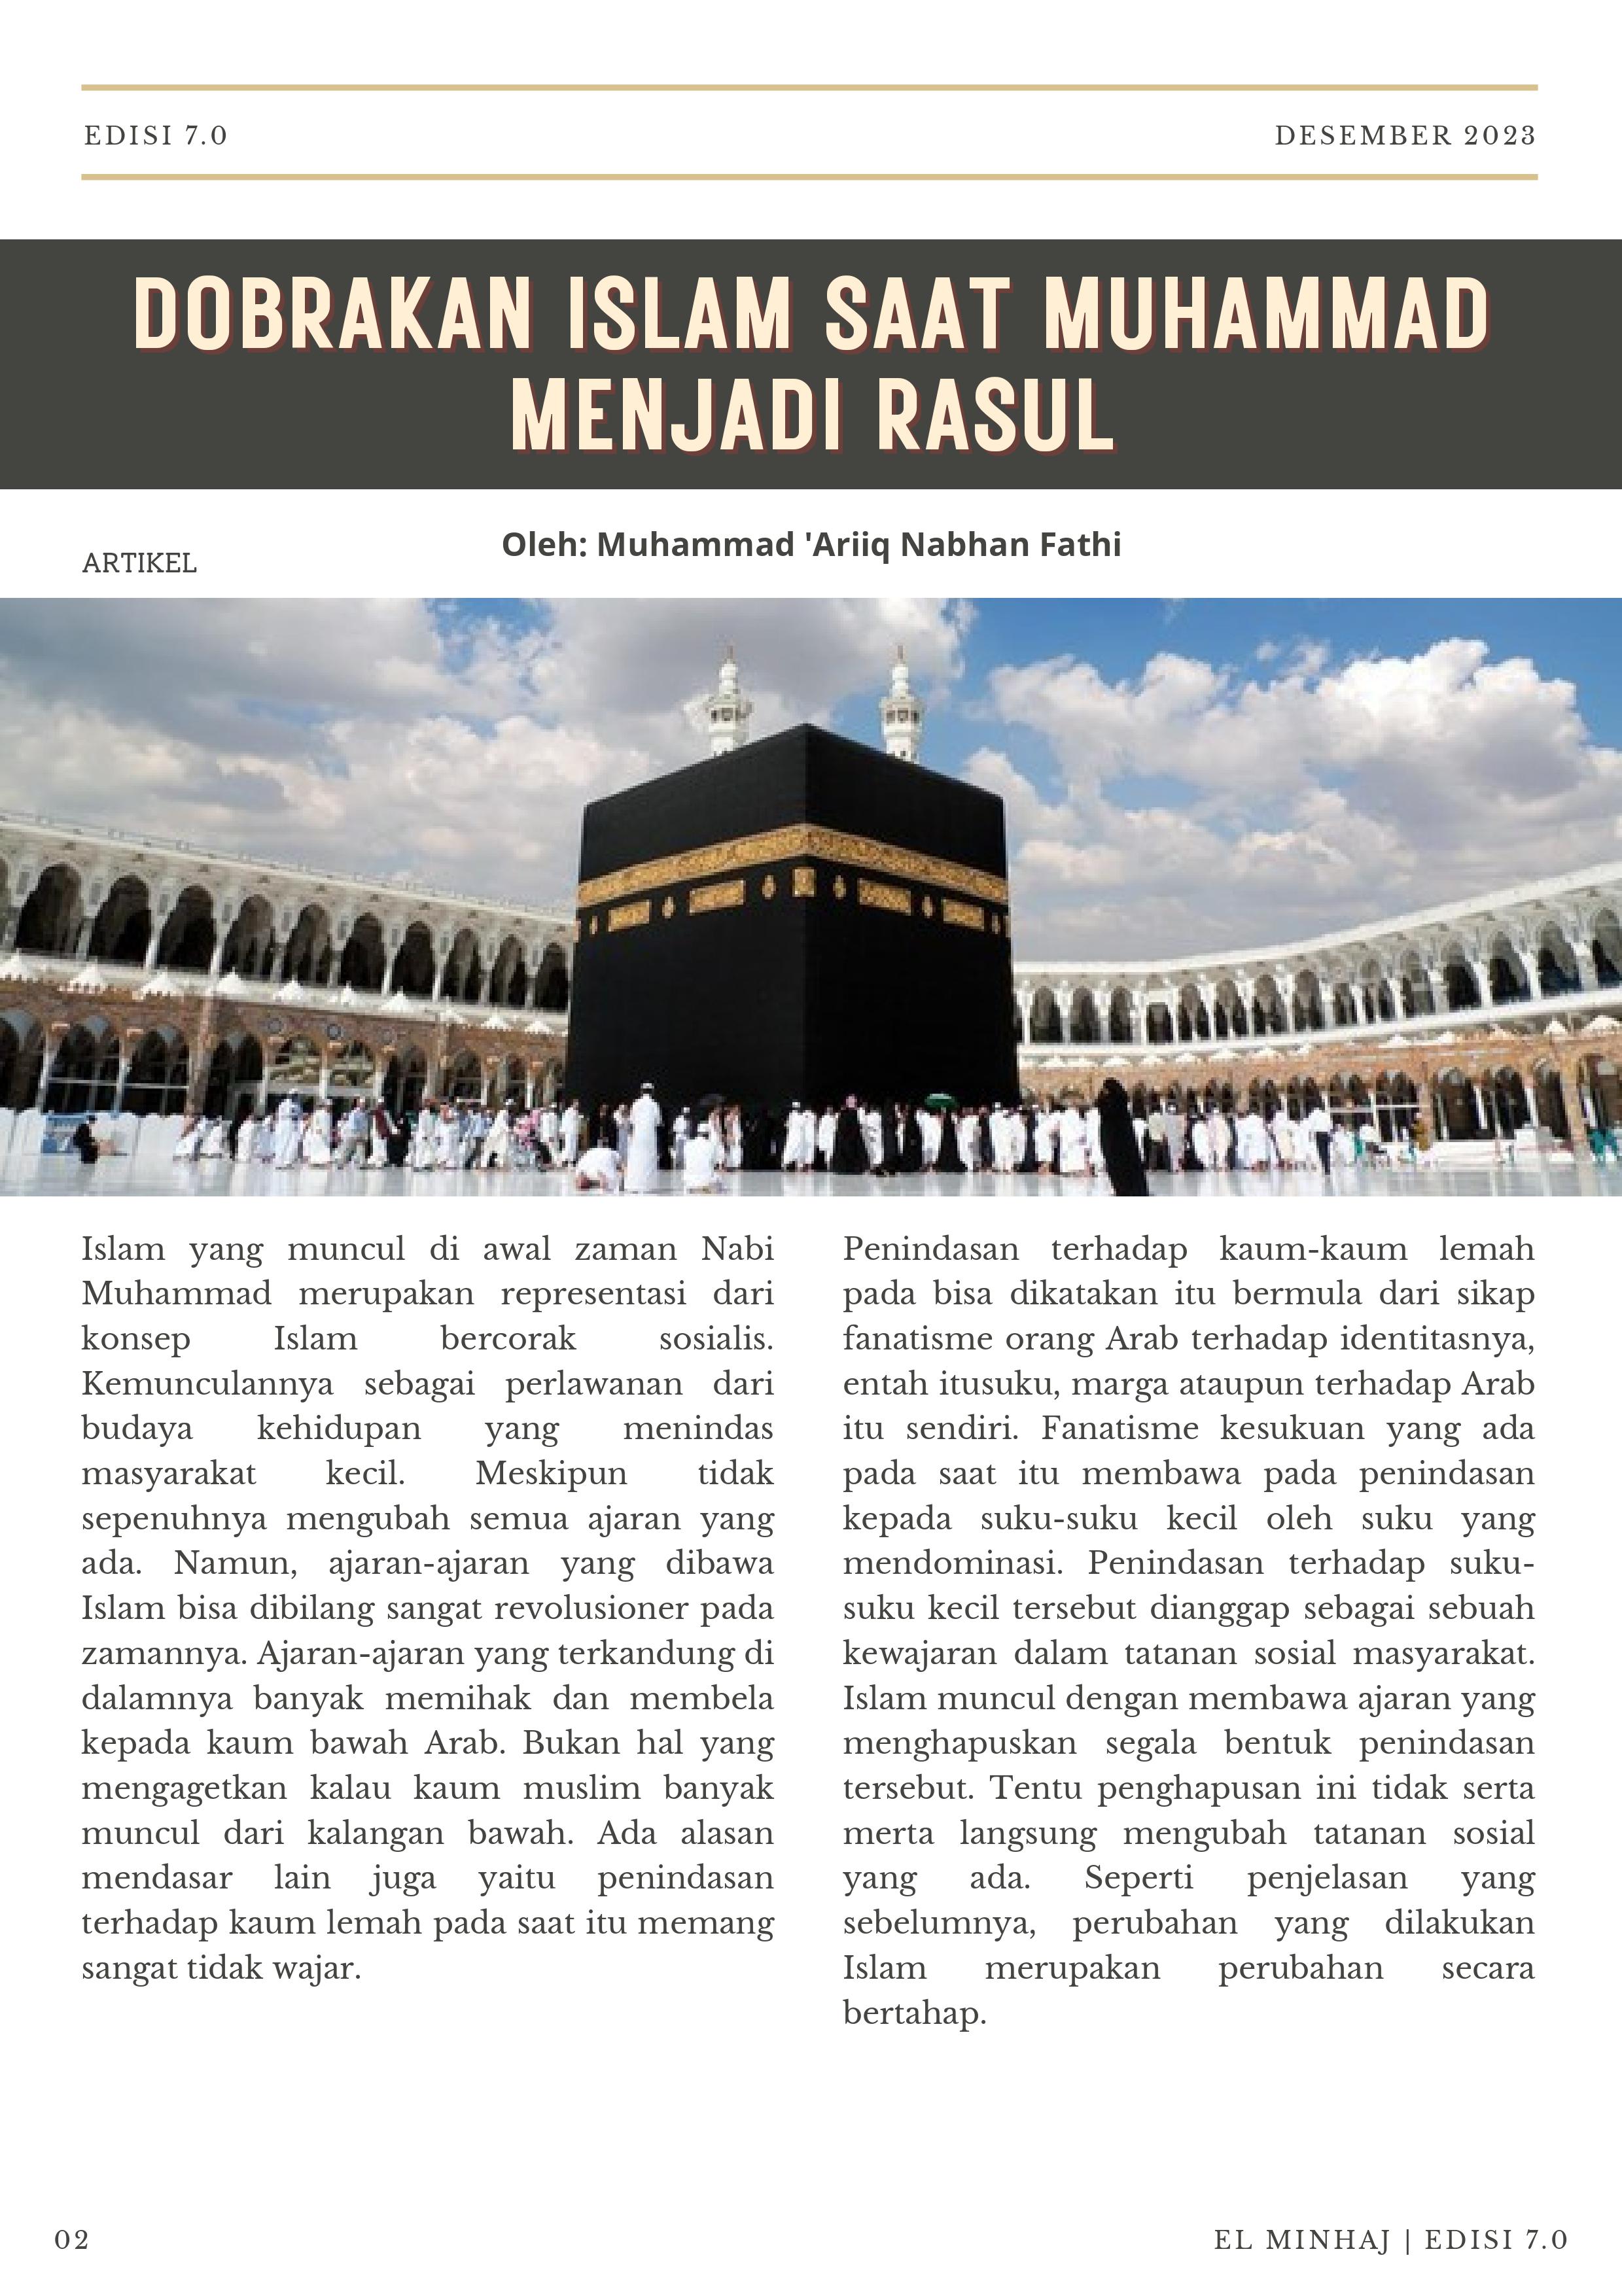 EDISI 7.0
DESEMBER 2023
DOBRAKAN ISLAM SAAT MUHAMMAD
MENJADI RASUL
ARTIKEL
Oleh: Muhammad 'Ariiq Nabhan Fathi
Islam yang muncul di awal zaman Nabi
Muhammad merupakan representasi dari
konsep Islam bercorak sosialis.
Kemunculannya sebagai perlawanan dari
budaya kehidupan yang menindas
masyarakat kecil. Meskipun tidak
sepenuhnya mengubah semua ajaran yang
ada. Namun, ajaran-ajaran yang dibawa
Islam bisa dibilang sangat revolusioner pada
zamannya. Ajaran-ajaran yang terkandung di
dalamnya banyak memihak dan membela
kepada kaum bawah Arab. Bukan hal yang
mengagetkan kalau kaum muslim banyak
muncul dari kalangan bawah. Ada alasan
mendasar lain juga yaitu penindasan
terhadap kaum lemah pada saat itu memang
sangat tidak wajar.
Penindasan terhadap kaum-kaum lemah
pada bisa dikatakan itu bermula dari sikap
fanatisme orang Arab terhadap identitasnya,
entah itusuku, marga ataupun terhadap Arab
itu sendiri. Fanatisme kesukuan yang ada
pada saat itu membawa pada penindasan
kepada suku-suku kecil oleh suku yang
mendominasi. Penindasan terhadap suku-
suku kecil tersebut dianggap sebagai sebuah
kewajaran dalam tatanan sosial masyarakat.
Islam muncul dengan membawa ajaran yang
menghapuskan segala bentuk penindasan
tersebut. Tentu penghapusan ini tidak serta
merta langsung mengubah tatanan sosial
yang ada. Seperti penjelasan yang
sebelumnya, perubahan yang dilakukan
Islam merupakan perubahan secara
bertahap.
02
EL MINHAJ | EDISI 7.0